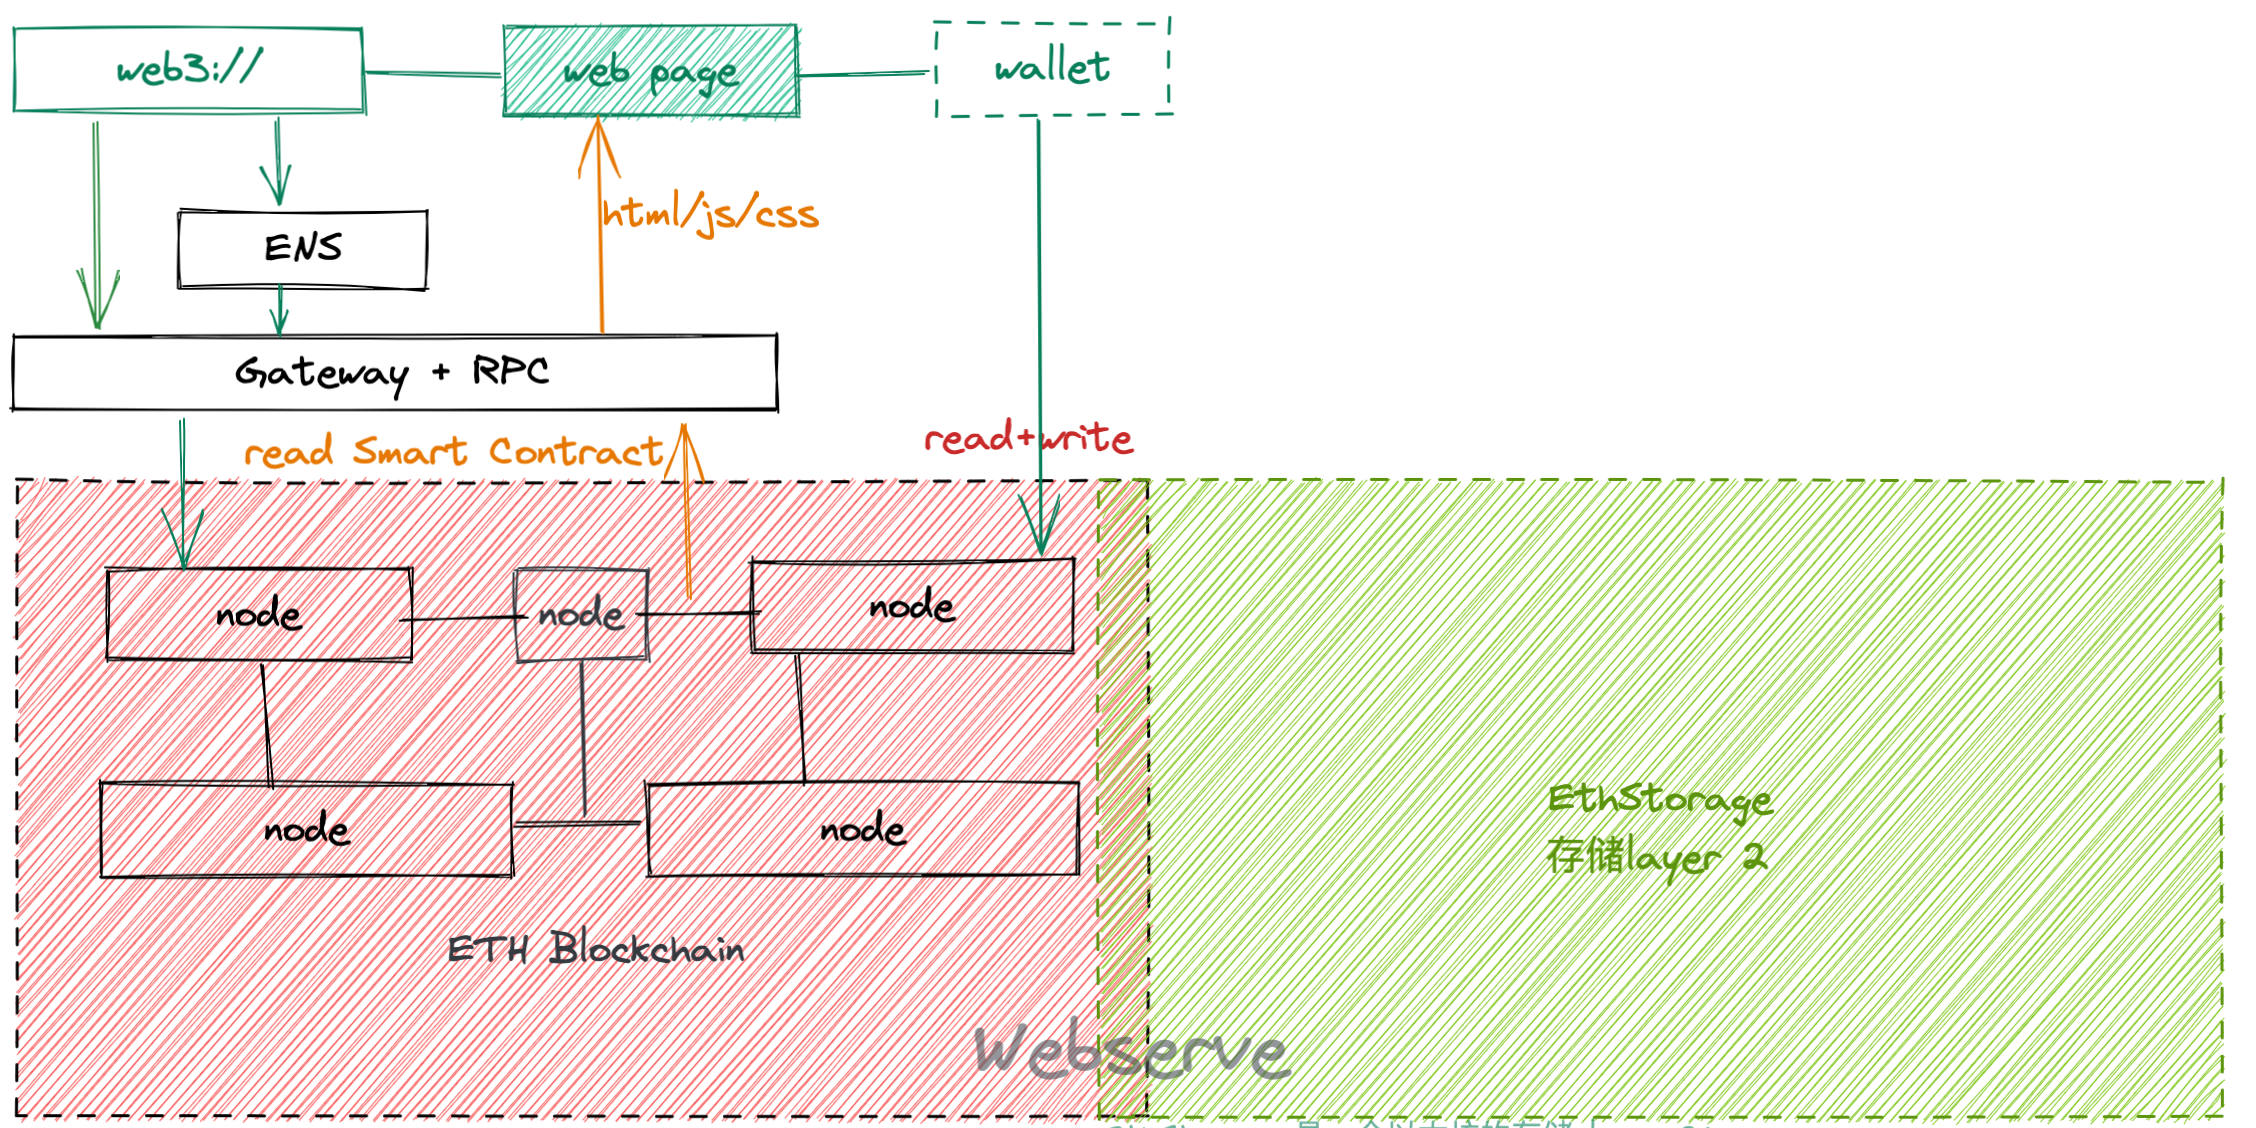 web3://
web page
wallet
html/js/css
ENS
Gateway + RPC
read Smart Contract
read+write
node
node
node
EthStorage
存储layer 2
node
node
ETH Blockchain
Webserve